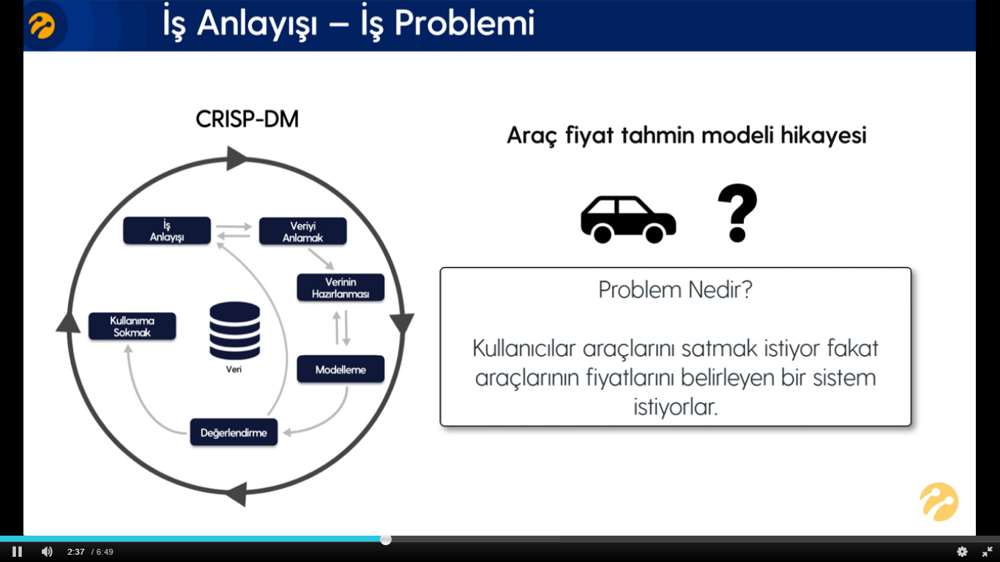 İş Anlayışı – İş Problemi
CRISP-DM
İş
Anlayışı
Veriyi
Anlamak
Verinin
Hazırlanması
Kullanıma
Sokmak
Veri
Modelleme
Değerlendirme
Araç fiyat tahmin modeli hikayesi
?
Problem Nedir?
Kullanıcılar araçlarını satmak istiyor fakat
araçlarının fiyatlarını belirleyen bir sistem
istiyorlar.
2:37 / 6:49